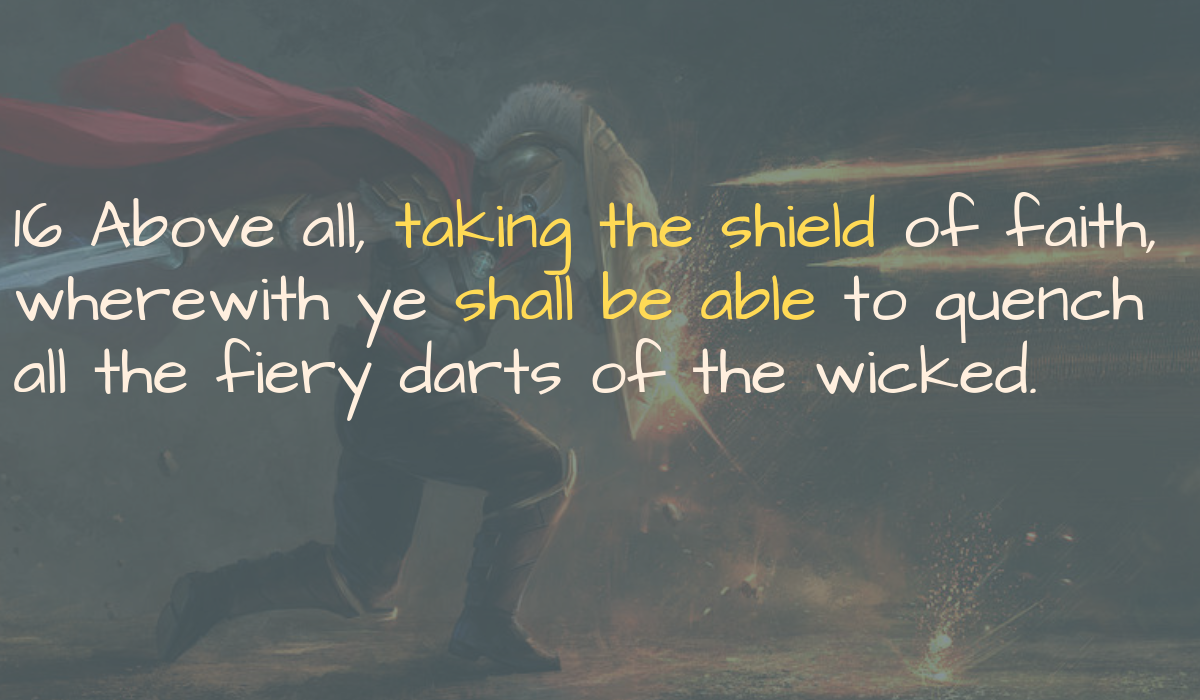 16 Above all, taking the shield of faith,
wherewith ye shall be able to quench
all the fiery darts of the wicked.